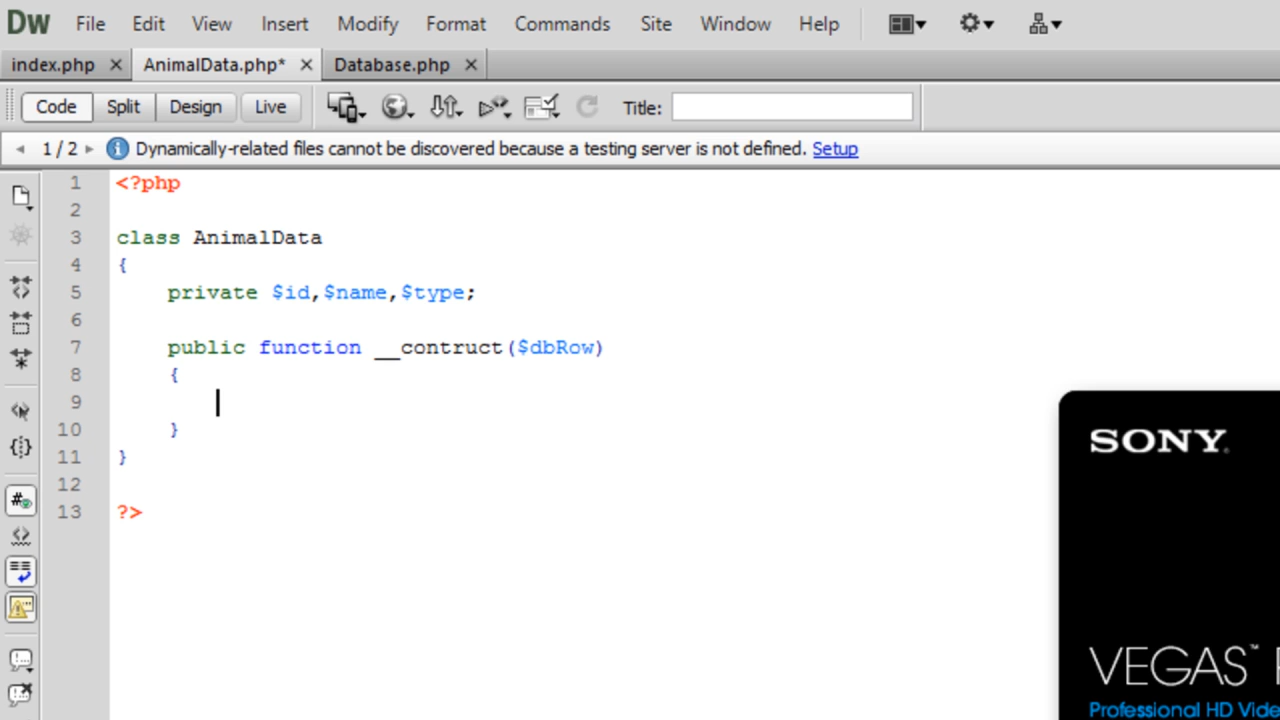 Dw File Edit View Insert Modify Format Commands Site Window Help
index.php AnimalData.php* Database.php
Code Split Design Live Title:
1 / 2 Dynamically-related files cannot be discovered because a testing server is not defined. Setup
1 <?php
2
3 class AnimalData
4 {
5 private $id,$name,$type;
6
7 public function __contruct($dbRow)
8 {
9
10 }
11 }
12
13 ?>
SONY
VEGAS™
Professional HD Vide